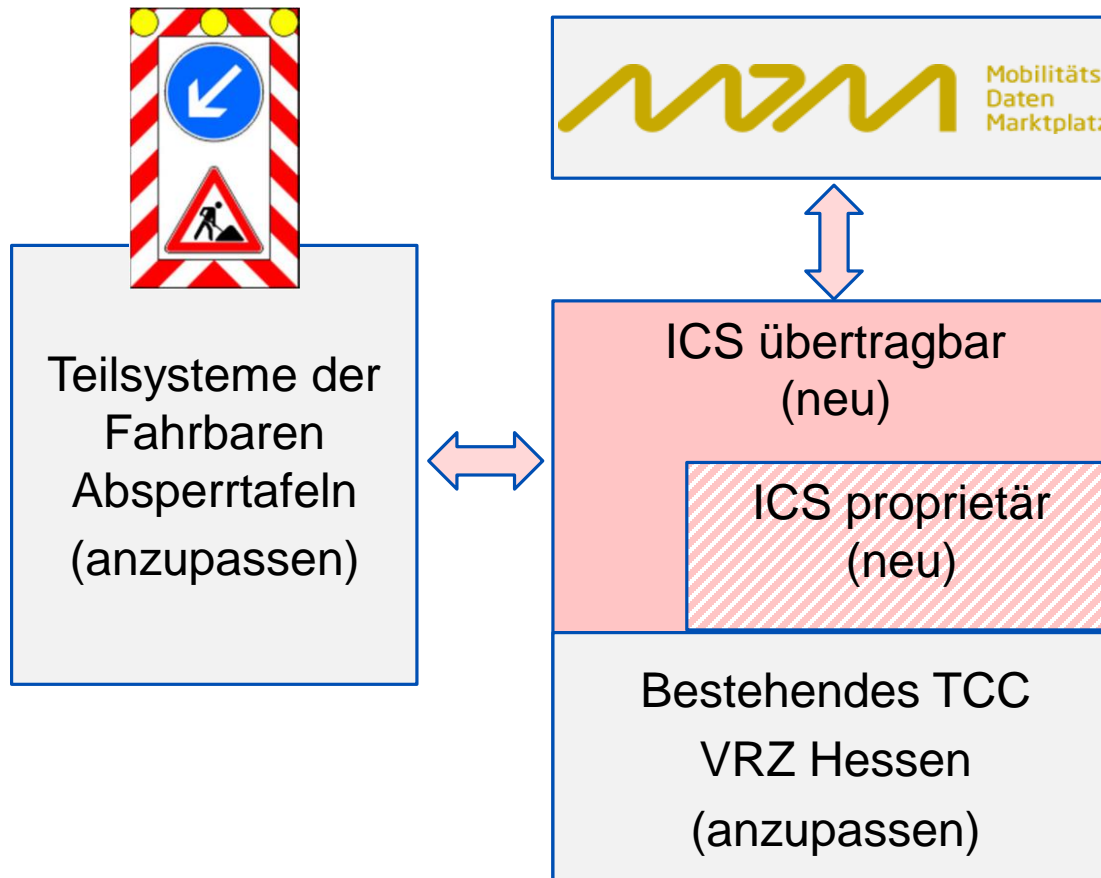 Mobilitäts
Daten
Marktplatz
Teilsysteme der
Fahrbaren
Absperrtafeln
(anzupassen)
ICS übertragbar
(neu)
ICS proprietär
(neu)
Bestehendes TCC
VRZ Hessen
(anzupassen)